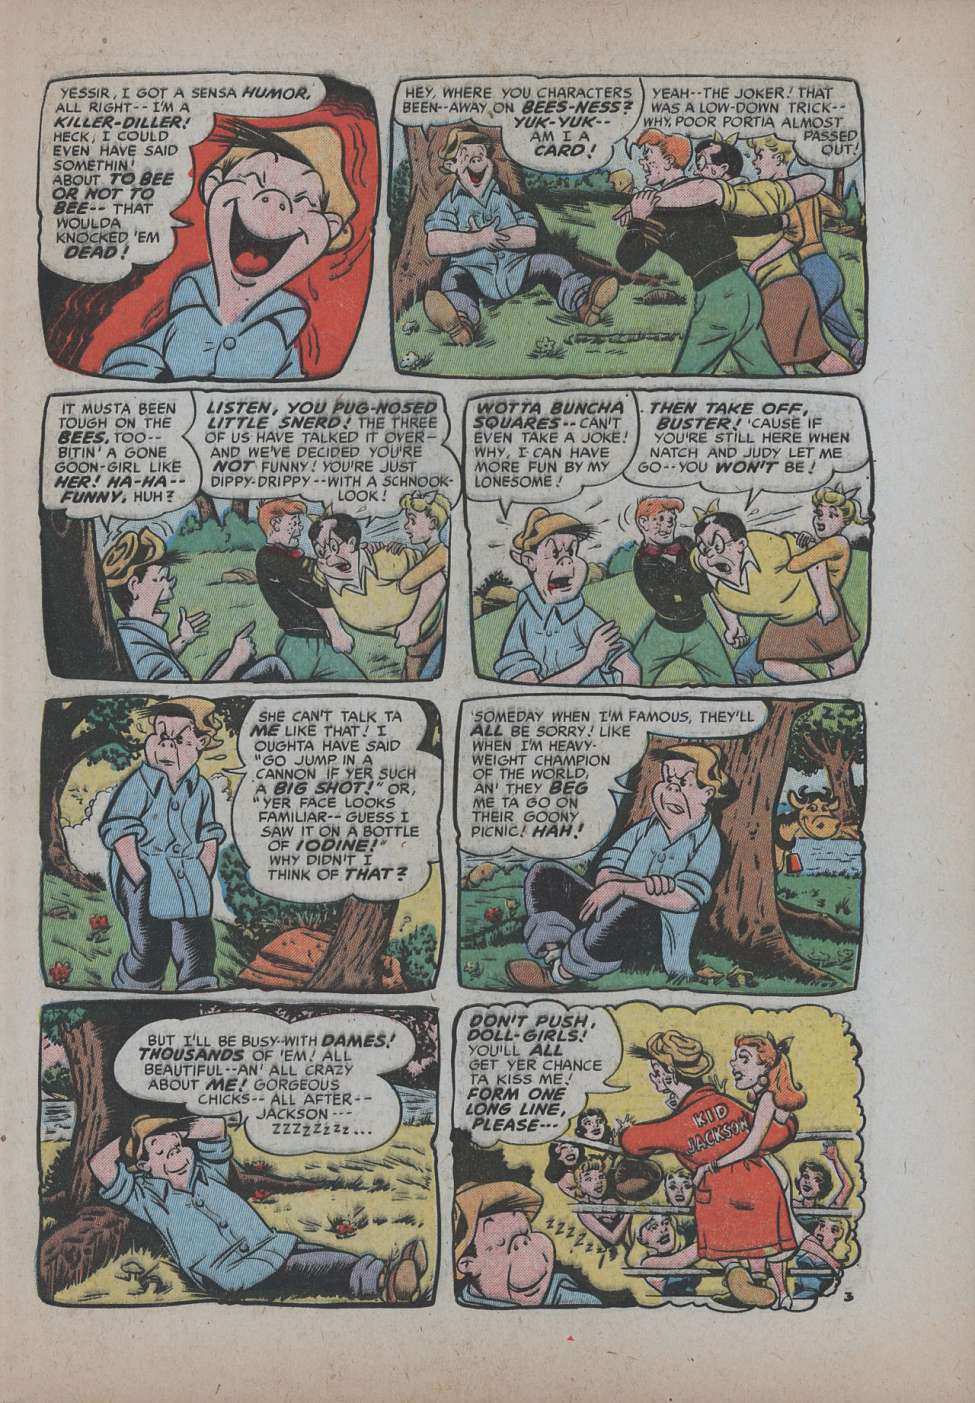 YESSIR, I GOT A SENSA HUMOR,
ALL RIGHT--I'M A
KILLER-DILLER!
HECK, I COULD
EVEN HAVE SAID
SOMETHIN'
ABOUT TO BEE
OR NOT TO
BEE-- THAT
WOULDA
KNOCKED 'EM
DEAD!
HEY, WHERE YOU CHARACTERS
BEEN--AWAY ON BEES-NESS?
YUK-YUK--
AM I A
CARD!
YEAH--THE JOKER! THAT
WAS A LOW-DOWN TRICK--
WHY, POOR PORTIA ALMOST
PASSED
OUT!
IT MUSTA BEEN
TOUGH ON THE
BEES, TOO--
BITIN' A GONE
GOON-GIRL LIKE
HER! HA-HA--
FUNNY, HUH?
LISTEN, YOU PUG-NOSED
LITTLE SNERD! THE THREE
OF US HAVE TALKED IT OVER--
AND WE'VE DECIDED YOU'RE
NOT FUNNY! YOU'RE JUST
DIPPY-DRIPPY--WITH A SCHNOOK-
LOOK!
WOTTA BUNCHA
SQUARES--CAN'T
EVEN TAKE A JOKE!
WHY, I CAN HAVE
MORE FUN BY MY
LONESOME!
THEN TAKE OFF,
BUSTER! 'CAUSE IF
YOU'RE STILL HERE WHEN
NATCH AND JUDY LET ME
GO--YOU WON'T BE!
SHE CAN'T TALK TA
ME LIKE THAT! I
OUGHTA HAVE SAID
"GO JUMP IN A
CANNON IF YER SUCH
A BIG SHOT!" OR,
"YER FACE LOOKS
FAMILIAR--GUESS I
SAW IT ON A BOTTLE
OF IODINE!"
WHY DIDN'T I
THINK OF THAT?
'SOMEDAY WHEN I'M FAMOUS, THEY'LL
ALL BE SORRY! LIKE
WHEN I'M HEAVY-
WEIGHT CHAMPION
OF THE WORLD,
AN' THEY BEG
ME TA GO ON
THEIR GOONY
PICNIC! HAH!
BUT I'LL BE BUSY--WITH DAMES!
THOUSANDS OF 'EM! ALL
BEAUTIFUL--AN' ALL CRAZY
ABOUT ME! GORGEOUS
CHICKS--ALL AFTER--
JACKSON---
ZZZZZZZZ...
DON'T PUSH,
DOLL-GIRLS!
YOU'LL ALL
GET YER CHANCE
TA KISS ME!
FORM ONE
LONG LINE,
PLEASE---
KID
JACKSON
ZZZZZZZ
3